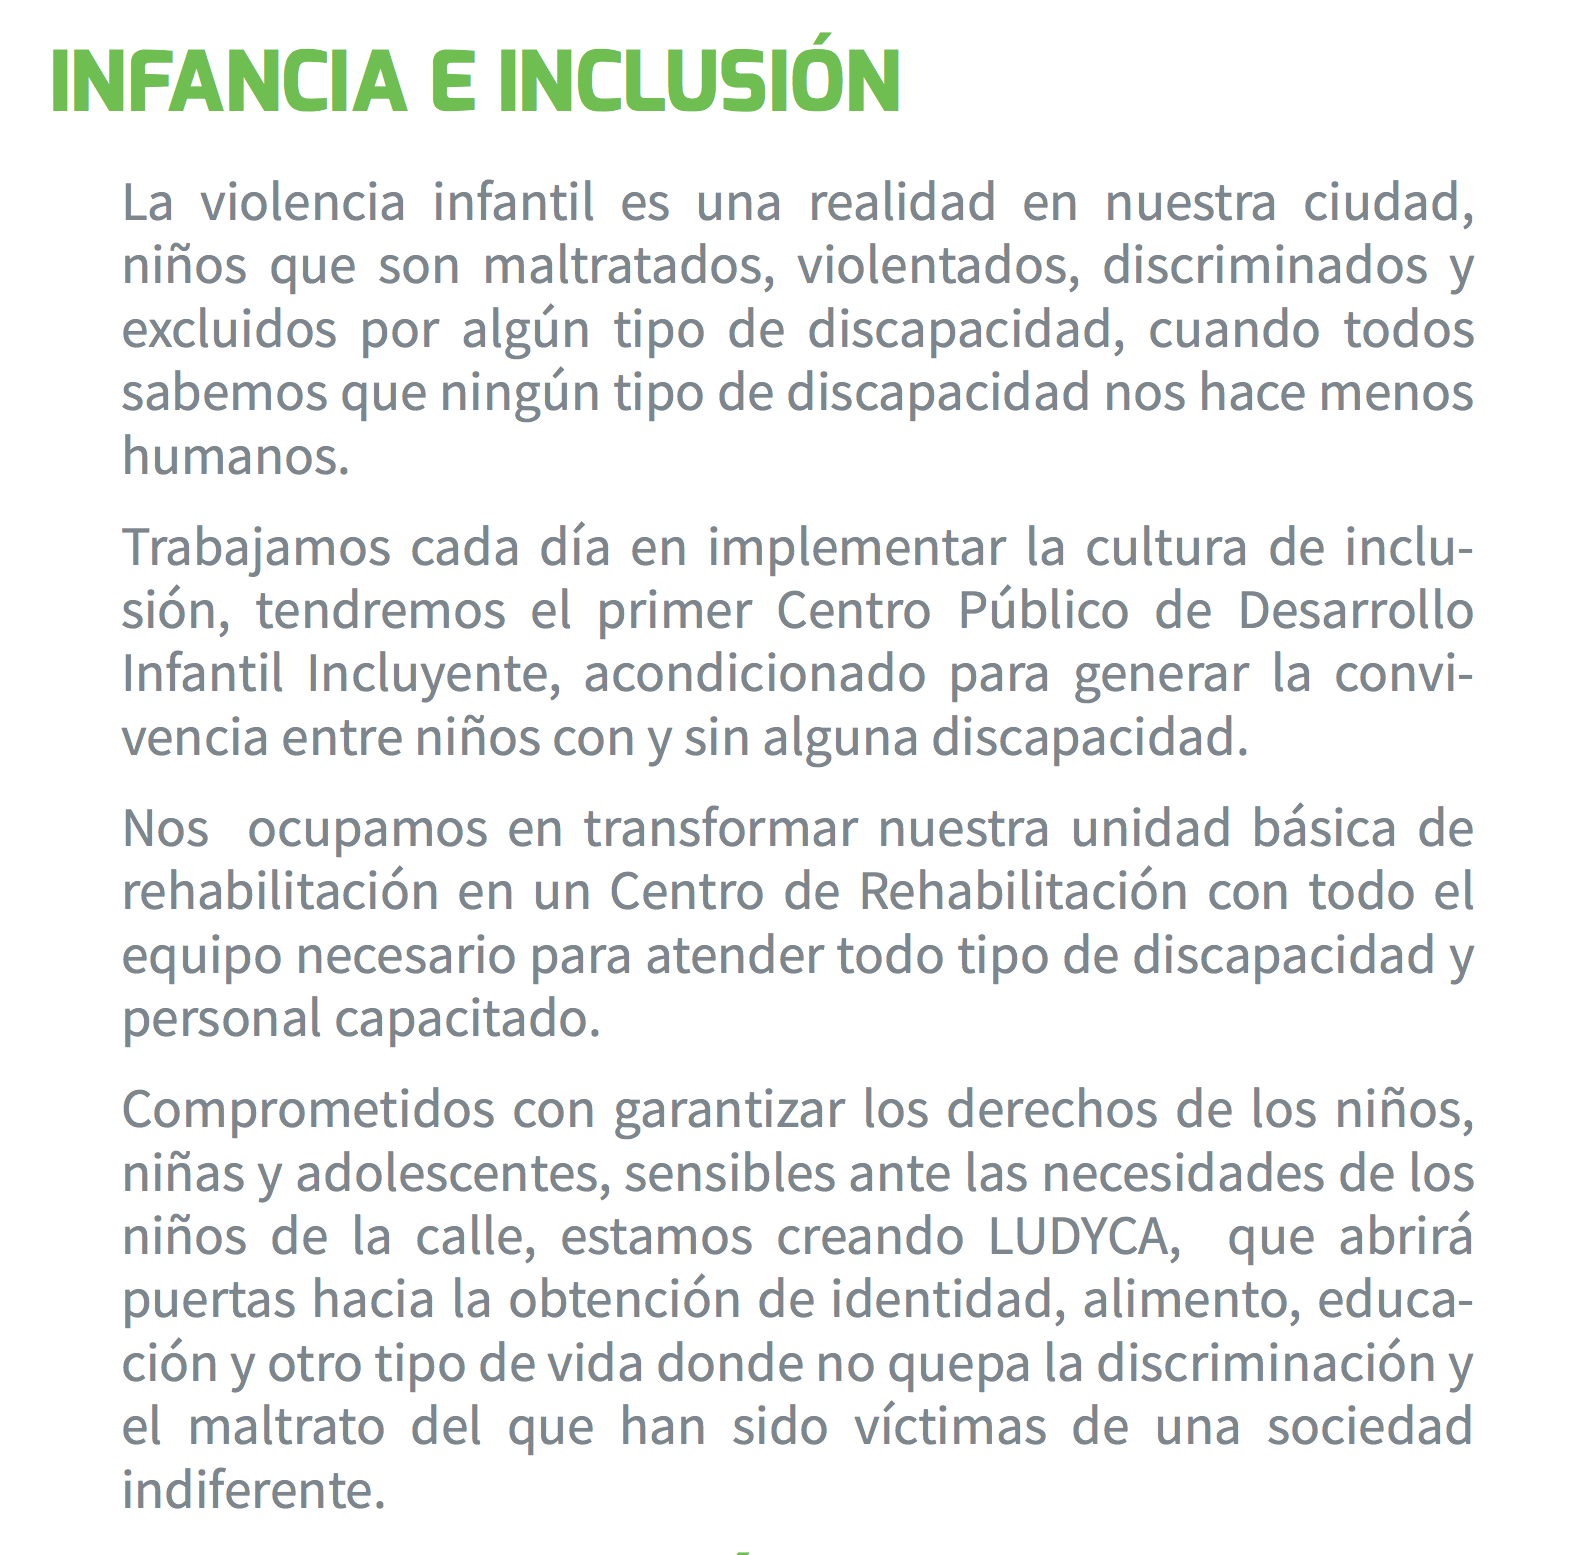 INFANCIA E INCLUSIÓN
La violencia infantil es una realidad en nuestra ciudad,
niños que son maltratados, violentados, discriminados y
excluidos por algún tipo de discapacidad, cuando todos
sabemos que ningún tipo de discapacidad nos hace menos
humanos.
Trabajamos cada día en implementar la cultura de inclu-
sión, tendremos el primer Centro Público de Desarrollo
Infantil Incluyente, acondicionado para generar la convi-
vencia entre niños con y sin alguna discapacidad.
Nos  ocupamos en transformar nuestra unidad básica de
rehabilitación en un Centro de Rehabilitación con todo el
equipo necesario para atender todo tipo de discapacidad y
personal capacitado.
Comprometidos con garantizar los derechos de los niños,
niñas y adolescentes, sensibles ante las necesidades de los
niños de la calle, estamos creando LUDYCA,  que abrirá
puertas hacia la obtención de identidad, alimento, educa-
ción y otro tipo de vida donde no quepa la discriminación y
el maltrato del que han sido víctimas de una sociedad
indiferente.